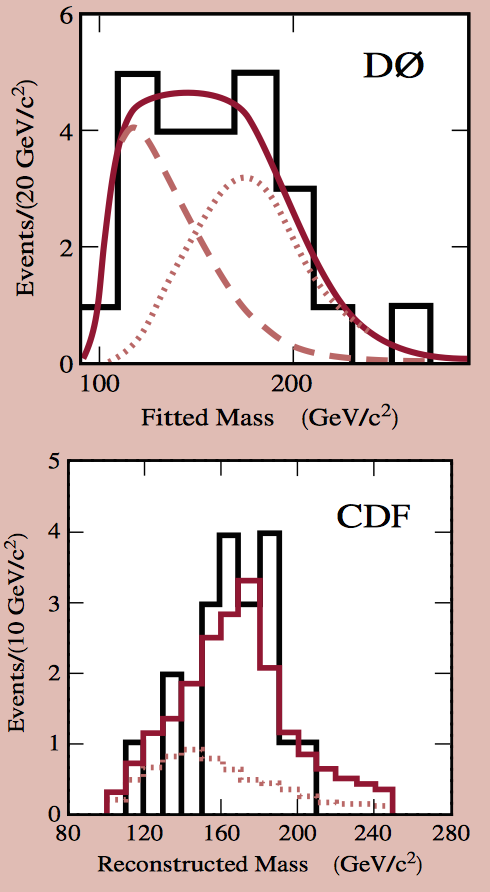 6
DØ
4
2
0
100
200
Events/(20 GeV/c²)
Fitted Mass (GeV/c²)
5
CDF
4
3
2
1
0
80 120 160 200 240 280
Events/(10 GeV/c²)
Reconstructed Mass (GeV/c²)